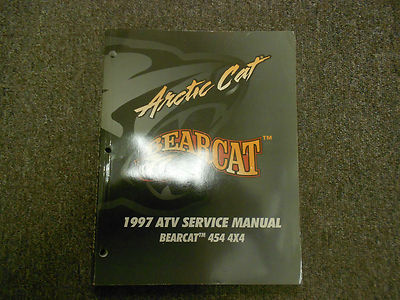 Arctic Cat
BEARCAT™
1997 ATV SERVICE MANUAL
BEARCAT™ 454 4X4